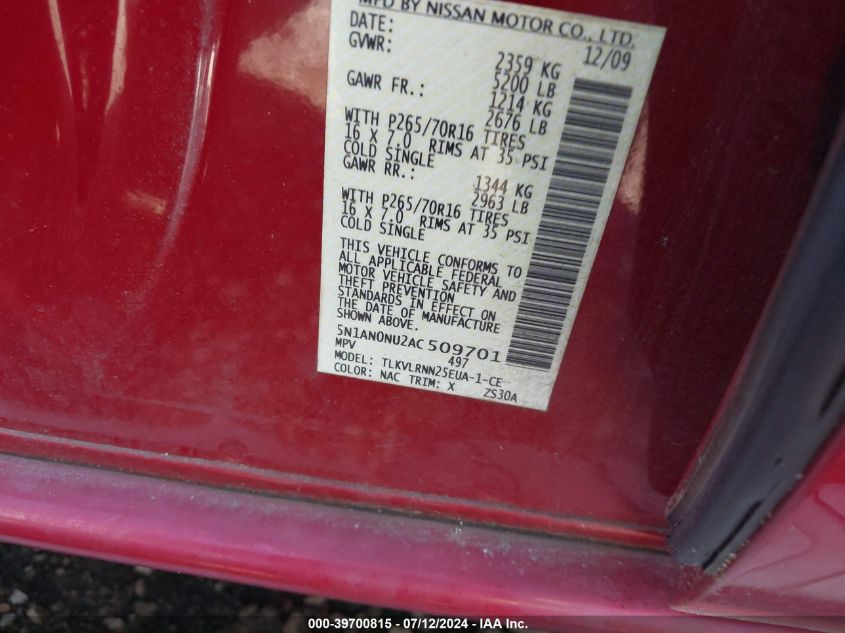 MFD BY NISSAN MOTOR CO., LTD.
DATE: 12/09
GVWR: 2359 KG
5200 LB
GAWR FR.: 1214 KG
2676 LB
WITH P265/70R16 TIRES
16 X 7.0 RIMS AT 35 PSI
COLD SINGLE
GAWR RR.: 1344 KG
2963 LB
WITH P265/70R16 TIRES
16 X 7.0 RIMS AT 35 PSI
COLD SINGLE
THIS VEHICLE CONFORMS TO
ALL APPLICABLE FEDERAL
MOTOR VEHICLE SAFETY AND
THEFT PREVENTION
STANDARDS IN EFFECT ON
THE DATE OF MANUFACTURE
SHOWN ABOVE.
5N1AN0NU2AC509701
MPV 497
MODEL: TLKVLRNN25EUA-1-CE
COLOR: NAC TRIM: X ZS30A
000-39700815 - 07/12/2024 - IAA Inc.